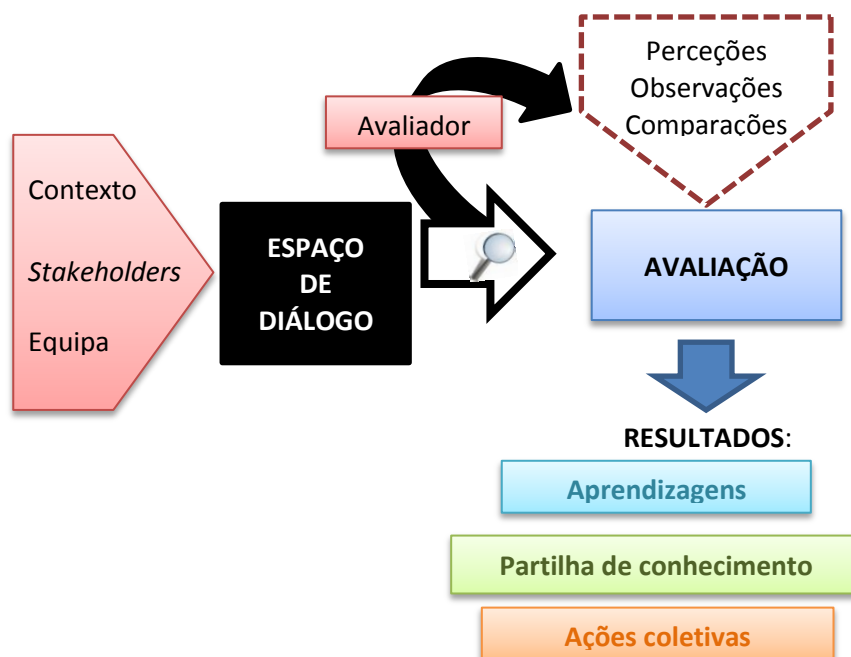 Contexto
Stakeholders
Equipa
ESPAÇO
DE
DIÁLOGO
Avaliador
Perceções
Observações
Comparações
AVALIAÇÃO
RESULTADOS:
Aprendizagens
Partilha de conhecimento
Ações coletivas